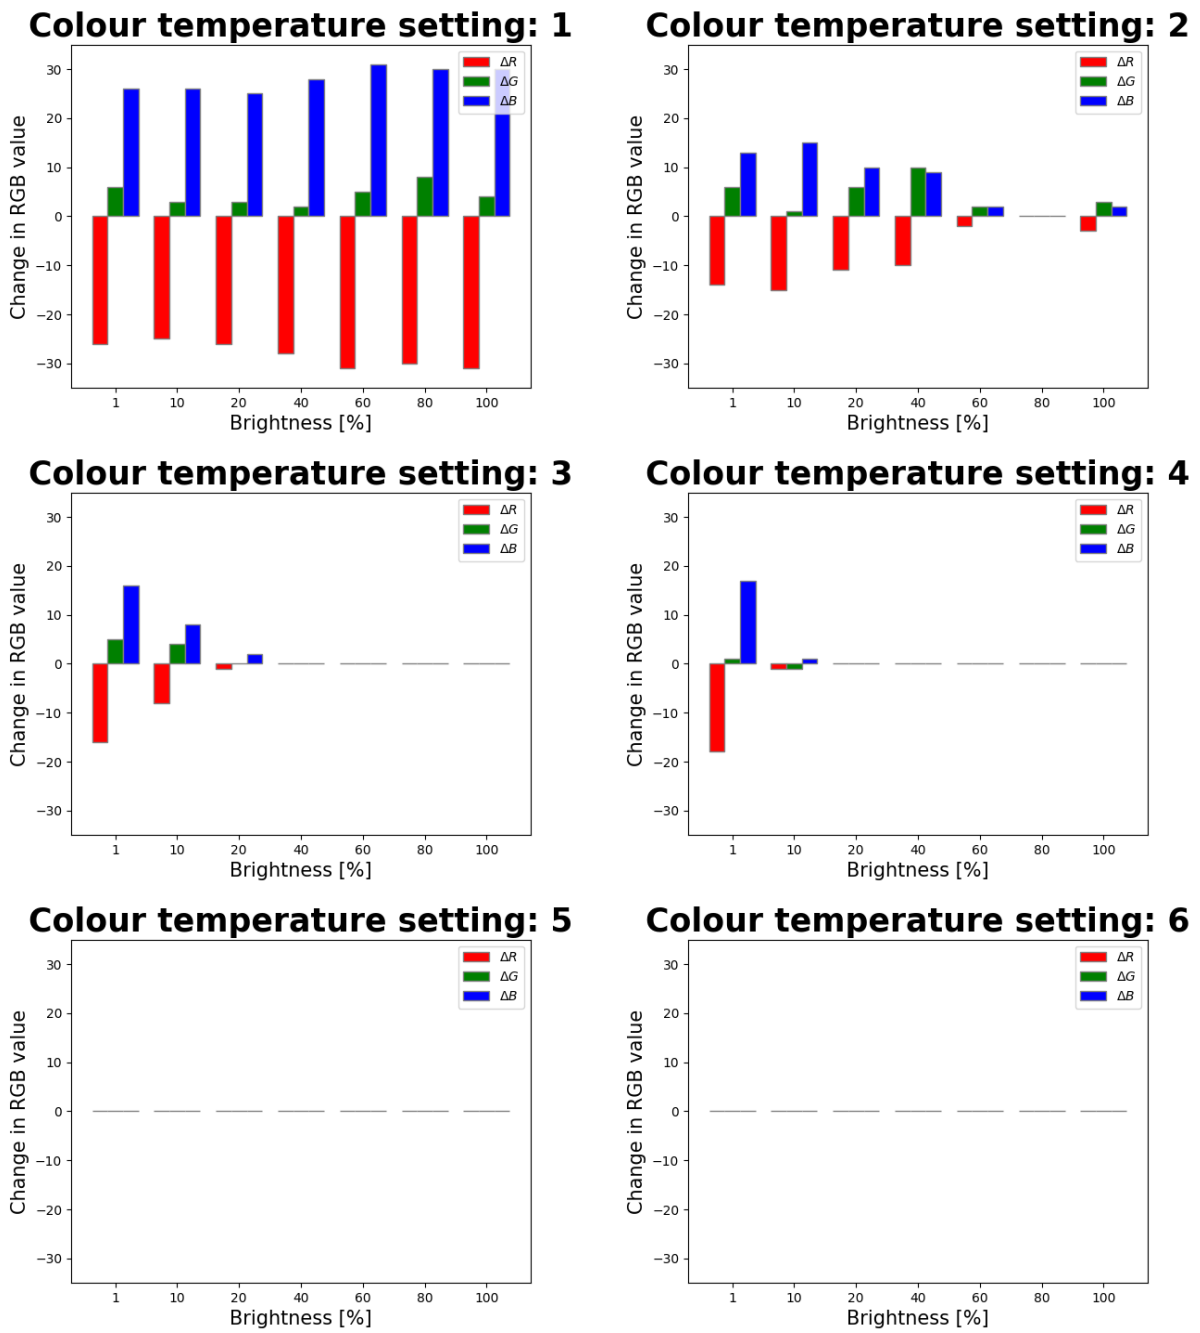 Colour temperature setting: 1
ΔR
ΔG
ΔB
30
20
10
0
−10
−20
−30
Change in RGB value
1 10 20 40 60 80 100
Brightness [%]
Colour temperature setting: 2
ΔR
ΔG
ΔB
30
20
10
0
−10
−20
−30
Change in RGB value
1 10 20 40 60 80 100
Brightness [%]
Colour temperature setting: 3
ΔR
ΔG
ΔB
30
20
10
0
−10
−20
−30
Change in RGB value
1 10 20 40 60 80 100
Brightness [%]
Colour temperature setting: 4
ΔR
ΔG
ΔB
30
20
10
0
−10
−20
−30
Change in RGB value
1 10 20 40 60 80 100
Brightness [%]
Colour temperature setting: 5
ΔR
ΔG
ΔB
30
20
10
0
−10
−20
−30
Change in RGB value
1 10 20 40 60 80 100
Brightness [%]
Colour temperature setting: 6
ΔR
ΔG
ΔB
30
20
10
0
−10
−20
−30
Change in RGB value
1 10 20 40 60 80 100
Brightness [%]